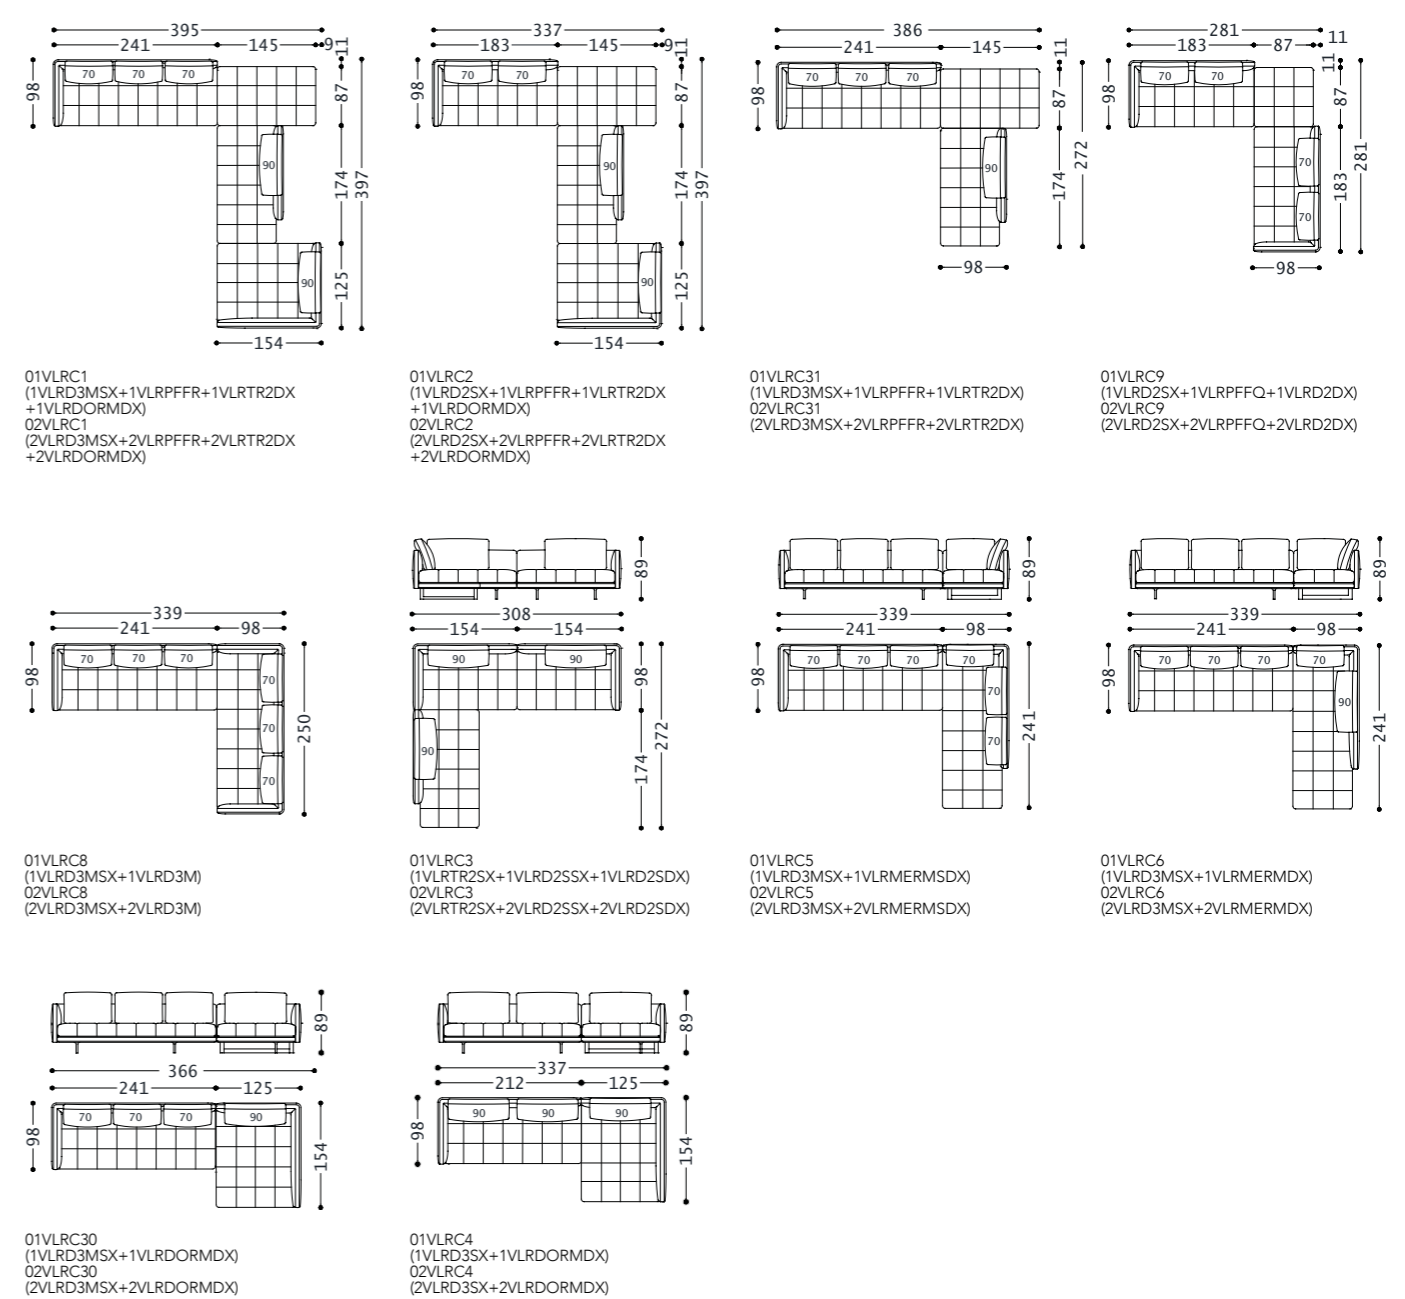 395
241
145
9
11
98
70
70
70
87
90
174
397
90
125
154
01VLRC1
(1VLRD3MSX+1VLRPFFR+1VLRTR2DX
+1VLRDORMDX)
02VLRC1
(2VLRD3MSX+2VLRPFFR+2VLRTR2DX
+2VLRDORMDX)
337
183
145
9
11
98
70
70
87
90
174
397
90
125
154
01VLRC2
(1VLRD2SX+1VLRPFFR+1VLRTR2DX
+1VLRDORMDX)
02VLRC2
(2VLRD2SX+2VLRPFFR+2VLRTR2DX
+2VLRDORMDX)
386
241
145
11
98
70
70
70
87
90
174
272
98
01VLRC31
(1VLRD3MSX+1VLRPFFR+1VLRTR2DX)
02VLRC31
(2VLRD3MSX+2VLRPFFR+2VLRTR2DX)
281
183
87
11
11
98
70
70
87
70
183
281
70
98
01VLRC9
(1VLRD2SX+1VLRPFFQ+1VLRD2DX)
02VLRC9
(2VLRD2SX+2VLRPFFQ+2VLRD2DX)
339
241
98
98
70
70
70
70
70
70
250
01VLRC8
(1VLRD3MSX+1VLRD3M)
02VLRC8
(2VLRD3MSX+2VLRD3M)
89
308
154
154
90
90
98
90
174
272
01VLRC3
(1VLRTR2SX+1VLRD2SSX+1VLRD2SDX)
02VLRC3
(2VLRTR2SX+2VLRD2SSX+2VLRD2SDX)
89
339
241
98
98
70
70
70
70
70
70
241
01VLRC5
(1VLRD3MSX+1VLRMERMSDX)
02VLRC5
(2VLRD3MSX+2VLRMERMSDX)
89
339
241
98
98
70
70
70
70
90
241
01VLRC6
(1VLRD3MSX+1VLRMERMDX)
02VLRC6
(2VLRD3MSX+2VLRMERMDX)
89
366
241
125
98
70
70
70
90
154
01VLRC30
(1VLRD3MSX+1VLRDORMDX)
02VLRC30
(2VLRD3MSX+2VLRDORMDX)
89
337
212
125
98
90
90
90
154
01VLRC4
(1VLRD3SX+1VLRDORMDX)
02VLRC4
(2VLRD3SX+2VLRDORMDX)